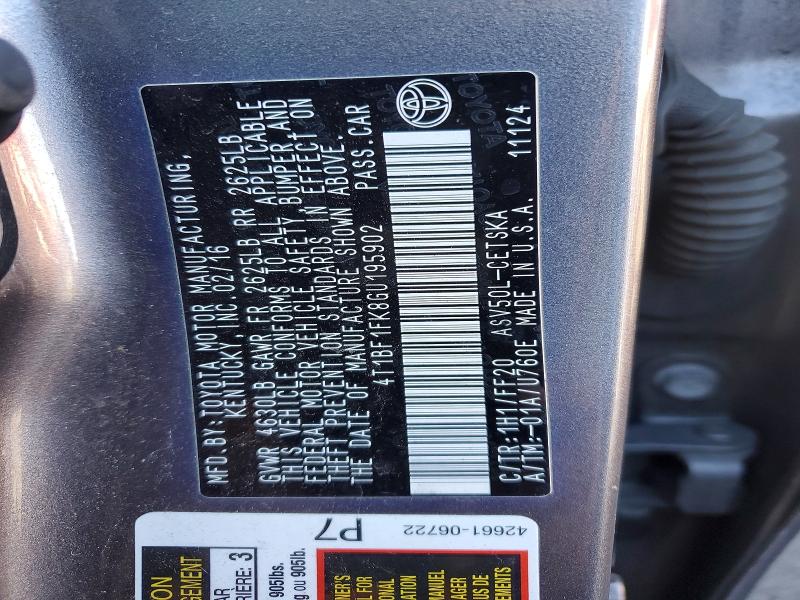 MFD. BY: TOYOTA MOTOR MANUFACTURING,
KENTUCKY, INC. 02/16
GVWR 4630LB GAWR FR 2625LB RR 2625LB
THIS VEHICLE CONFORMS TO ALL APPLICABLE
FEDERAL MOTOR VEHICLE SAFETY, BUMPER AND
THEFT PREVENTION STANDARDS IN EFFECT ON
THE DATE OF MANUFACTURE SHOWN ABOVE.
4T1BF1FK8GU195902 PASS. CAR
C/TR:1H1/FF20 ASV50L-CETSKA
A/TM:-01A/U760E MADE IN U.S.A. 11124
TOYOTA
42661-06722
P7
905lbs.
ou 905lb.
3